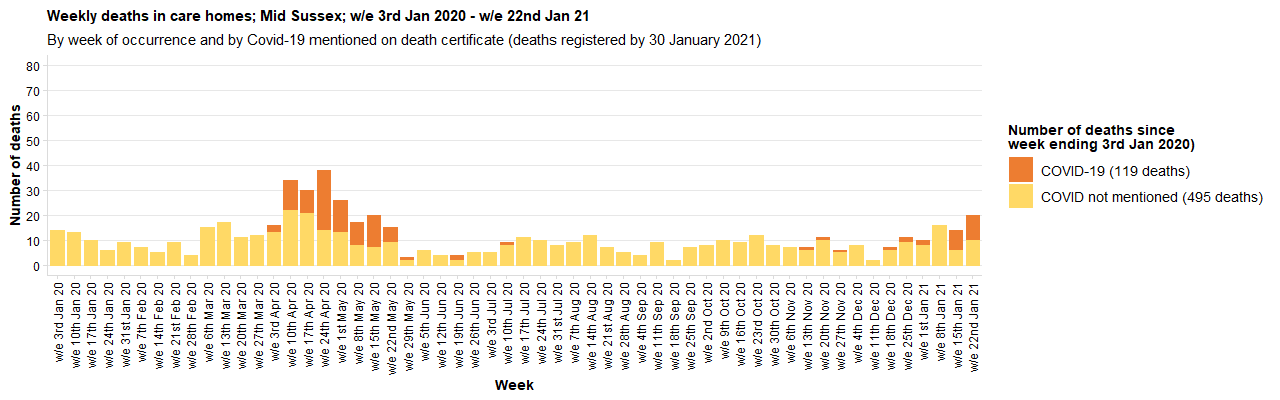 Weekly deaths in care homes; Mid Sussex; w/e 3rd Jan 2020 - w/e 22nd Jan 21
By week of occurrence and by Covid-19 mentioned on death certificate (deaths registered by 30 January 2021)
Number of deaths
80
70
60
50
40
30
20
10
0
w/e 3rd Jan 20
w/e 10th Jan 20
w/e 17th Jan 20
w/e 24th Jan 20
w/e 31st Jan 20
w/e 7th Feb 20
w/e 14th Feb 20
w/e 21st Feb 20
w/e 28th Feb 20
w/e 6th Mar 20
w/e 13th Mar 20
w/e 20th Mar 20
w/e 27th Mar 20
w/e 3rd Apr 20
w/e 10th Apr 20
w/e 17th Apr 20
w/e 24th Apr 20
w/e 1st May 20
w/e 8th May 20
w/e 15th May 20
w/e 22nd May 20
w/e 29th May 20
w/e 5th Jun 20
w/e 12th Jun 20
w/e 19th Jun 20
w/e 26th Jun 20
w/e 3rd Jul 20
w/e 10th Jul 20
w/e 17th Jul 20
w/e 24th Jul 20
w/e 31st Jul 20
w/e 7th Aug 20
w/e 14th Aug 20
w/e 21st Aug 20
w/e 28th Aug 20
w/e 4th Sep 20
w/e 11th Sep 20
w/e 18th Sep 20
w/e 25th Sep 20
w/e 2nd Oct 20
w/e 9th Oct 20
w/e 16th Oct 20
w/e 23rd Oct 20
w/e 30th Oct 20
w/e 6th Nov 20
w/e 13th Nov 20
w/e 20th Nov 20
w/e 27th Nov 20
w/e 4th Dec 20
w/e 11th Dec 20
w/e 18th Dec 20
w/e 25th Dec 20
w/e 1st Jan 21
w/e 8th Jan 21
w/e 15th Jan 21
w/e 22nd Jan 21
Week
Number of deaths since
week ending 3rd Jan 2020)
COVID-19 (119 deaths)
COVID not mentioned (495 deaths)